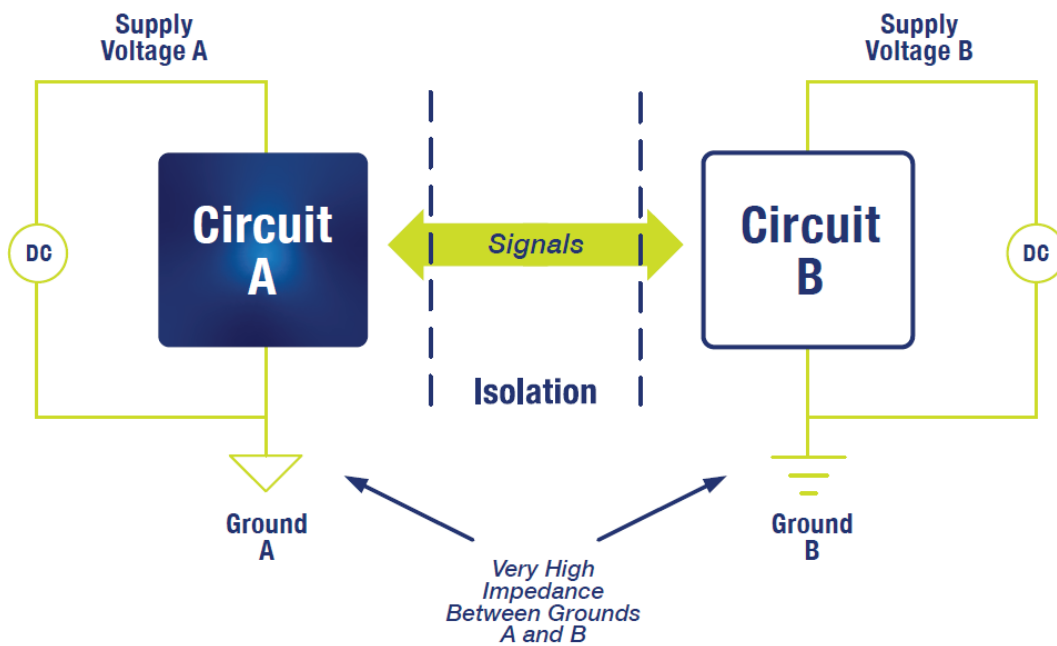 Supply
Voltage A
Supply
Voltage B
Circuit
A
Signals
Circuit
B
DC
DC
Isolation
Ground
A
Ground
B
Very High
Impedance
Between Grounds
A and B